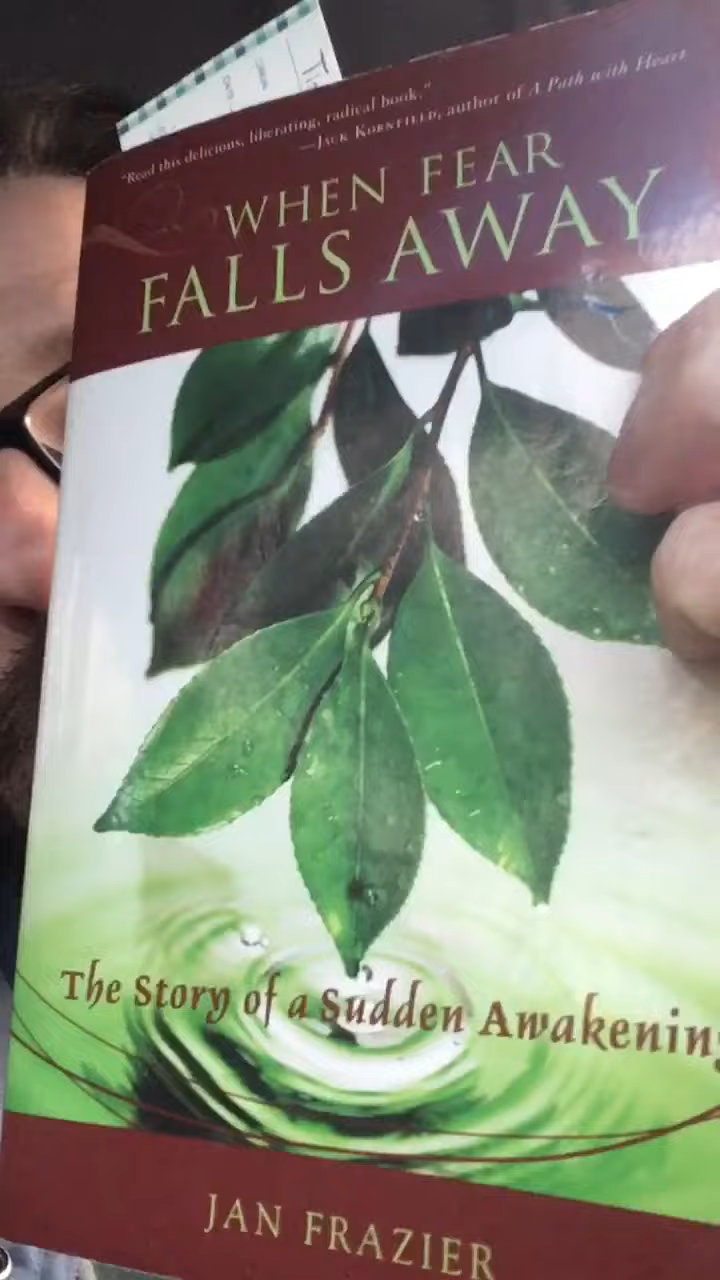 "Read this delicious, liberating, radical book."
—Jack Kornfield, author of A Path with Heart
WHEN FEAR
FALLS AWAY
The Story of a Sudden Awakening
JAN FRAZIER